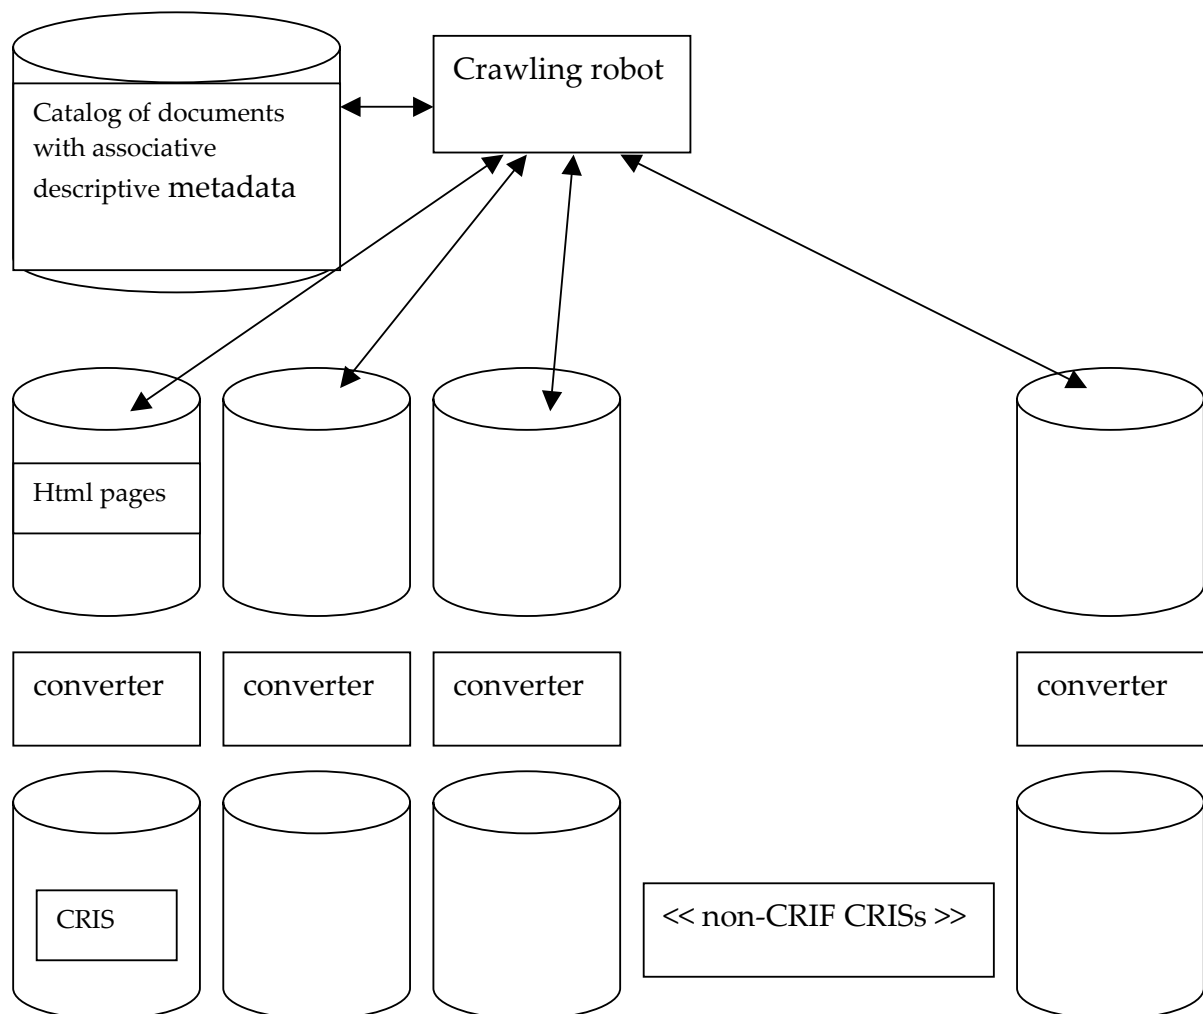 Crawling robot
Catalog of documents
with associative
descriptive metadata
Html pages
converter
converter
converter
converter
CRIS
<< non-CRIF CRISs >>